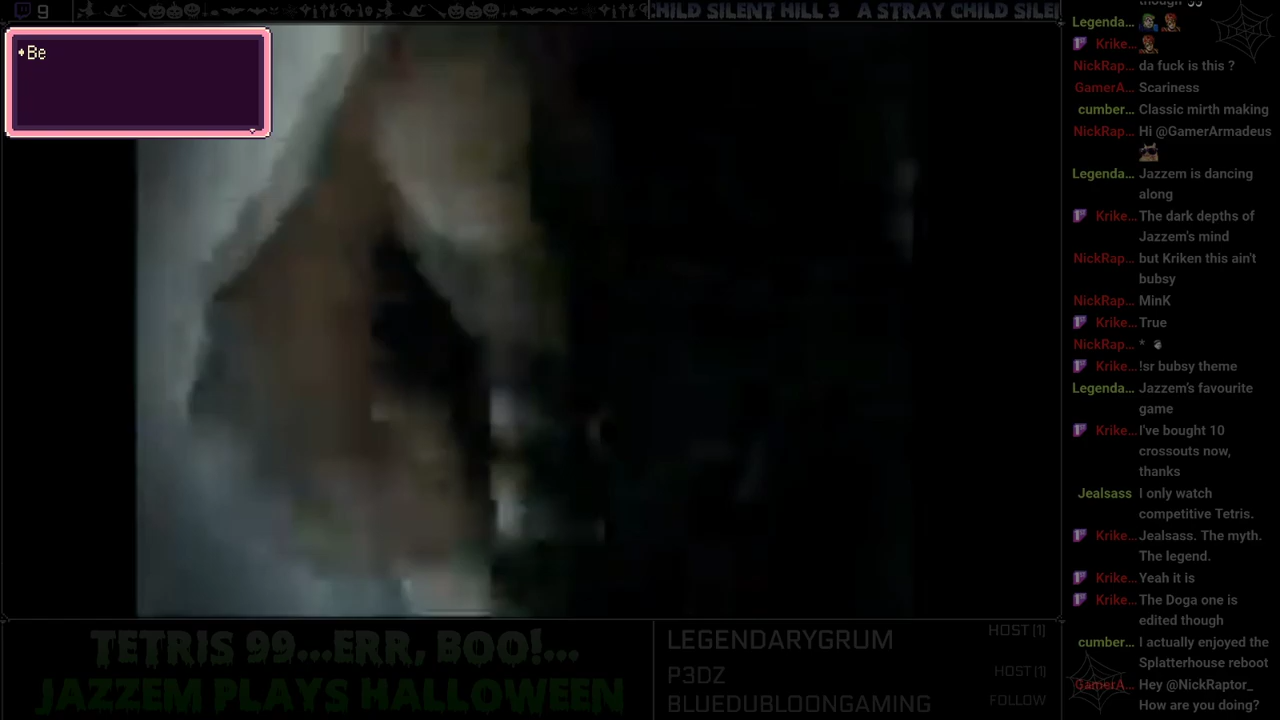 9
CHILD SILENT HILL 3 A STRAY CHILD SILE
Be
though gg
Legenda...
Krike...
NickRap... da fuck is this ?
GamerA... Scariness
cumber... Classic mirth making
NickRap... Hi @GamerArmadeus
Legenda... Jazzem is dancing
along
Krike... The dark depths of
Jazzem's mind
NickRap... but Kriken this ain't
bubsy
NickRap... MinK
Krike... True
NickRap... *
Krike... !sr bubsy theme
Legenda... Jazzem's favourite
game
Krike... I've bought 10
crossouts now,
thanks
Jealsass I only watch
competitive Tetris.
Krike... Jealsass. The myth.
The legend.
Krike... Yeah it is
Krike... The Doga one is
edited though
cumber... I actually enjoyed the
Splatterhouse reboot
GamerA... Hey @NickRaptor_
How are you doing?
TETRIS 99...ERR, BOO!...
JAZZEM PLAYS HALLOWEEN
LEGENDARYGRUM HOST [1]
P3DZ HOST [1]
BLUEDUBLOONGAMING FOLLOW